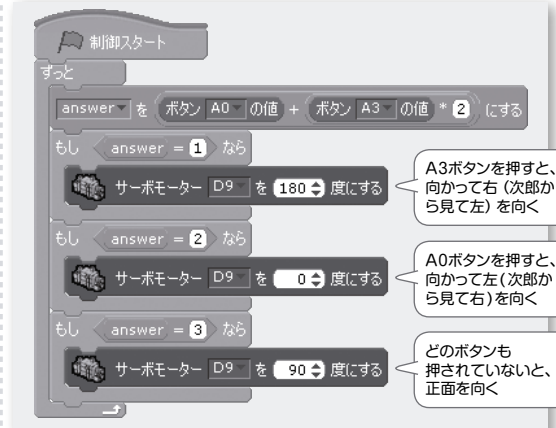 制御スタート
ずっと
answer を ボタン A0 の値 + ボタン A3 の値 * 2 にする
もし answer = 1 なら
サーボモーター D9 を 180 度にする
A3ボタンを押すと、
向かって右(次郎か
ら見て左)を向く
もし answer = 2 なら
サーボモーター D9 を 0 度にする
A0ボタンを押すと、
向かって左(次郎か
ら見て右)を向く
もし answer = 3 なら
サーボモーター D9 を 90 度にする
どのボタンも
押されていないと、
正面を向く